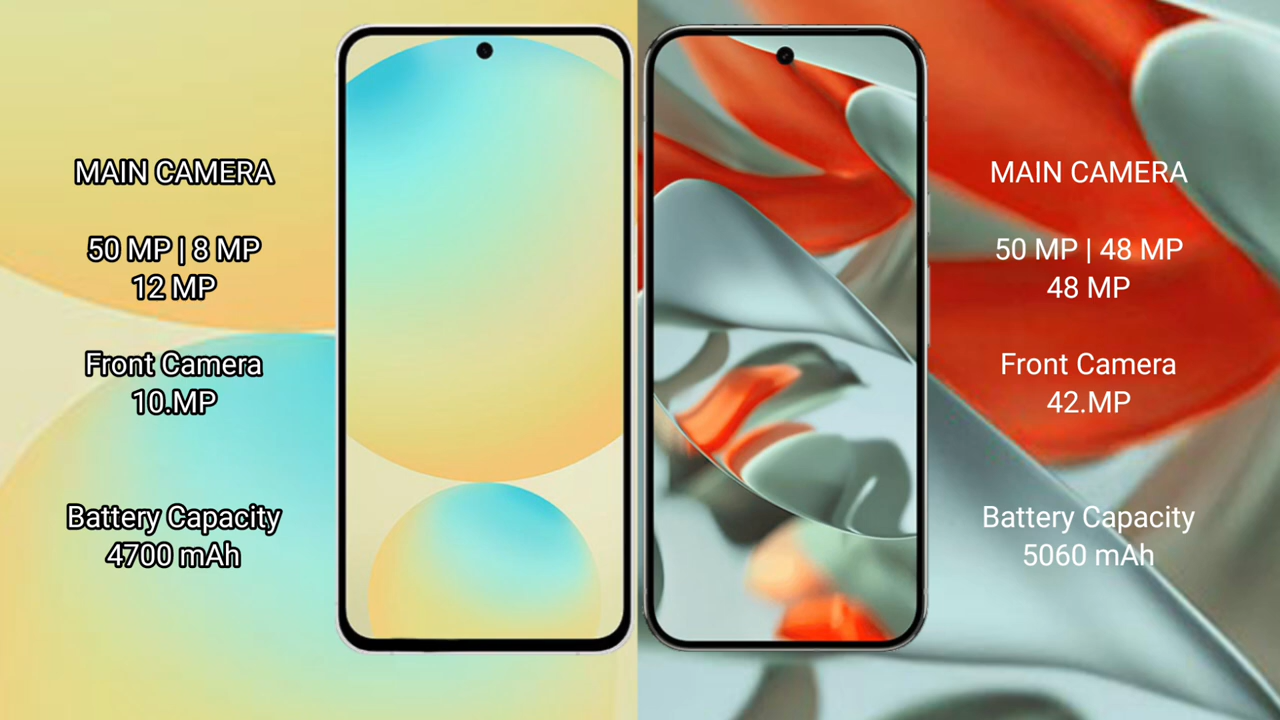 MAIN CAMERA
50 MP | 8 MP
12 MP
Front Camera
10.MP
Battery Capacity
4700 mAh
MAIN CAMERA
50 MP | 48 MP
48 MP
Front Camera
42.MP
Battery Capacity
5060 mAh